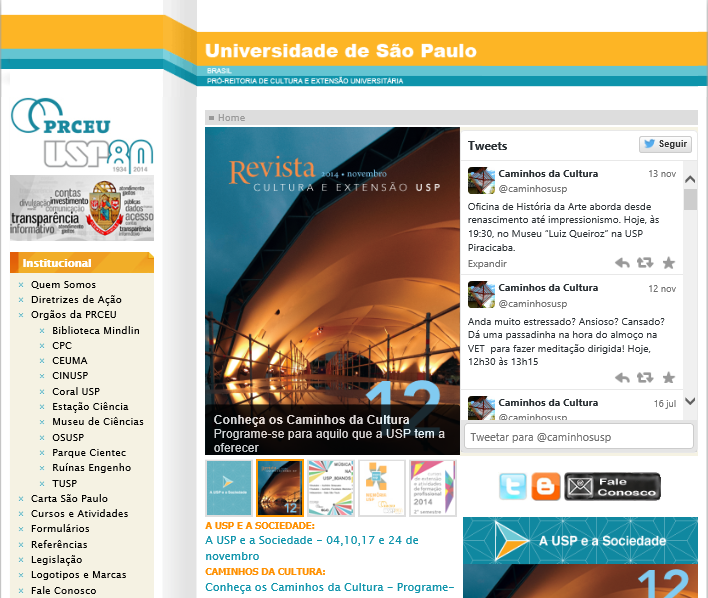 Universidade de São Paulo
BRASIL
PRÓ-REITORIA DE CULTURA E EXTENSÃO UNIVERSITÁRIA
PRCEU
USP 80
1934 2014
contas
investimento
divulgação
comunicação
transparência
informativo
atendimento
públicas
dados
acesso
transparência
Institucional
Quem Somos
Diretrizes de Ação
Orgãos da PRCEU
Biblioteca Mindlin
CPC
CEUMA
CINUSP
Coral USP
Estação Ciência
Museu de Ciências
OSUSP
Parque Cientec
Ruínas Engenho
TUSP
Carta São Paulo
Cursos e Atividades
Formulários
Referências
Legislação
Logotipos e Marcas
Fale Conosco
Home
Revista 2014 • novembro
CULTURA E EXTENSÃO USP
12
Conheça os Caminhos da Cultura
Programe-se para aquilo que a USP tem a
oferecer
A USP E A SOCIEDADE:
A USP e a Sociedade - 04,10,17 e 24 de
novembro
CAMINHOS DA CULTURA:
Conheça os Caminhos da Cultura - Programe-
Tweets
Seguir
Caminhos da Cultura 13 nov
@caminhosusp
Oficina de História da Arte aborda desde
renascimento até impressionismo. Hoje, às
19:30, no Museu "Luiz Queiroz" na USP
Piracicaba.
Expandir
Caminhos da Cultura 12 nov
@caminhosusp
Anda muito estressado? Ansioso? Cansado?
Dá uma passadinha na hora do almoço na
VET para fazer meditação dirigida! Hoje,
12h30 às 13h15
Caminhos da Cultura 16 jul
@caminhosusp
Tweetar para @caminhosusp
Fale
Conosco
A USP e a Sociedade
12